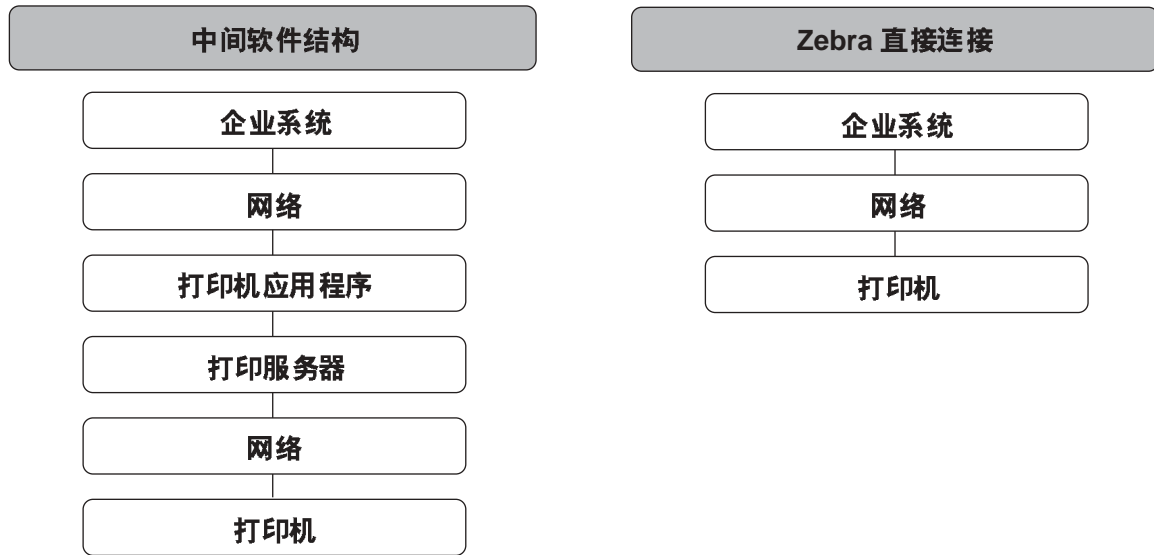 中间软件结构
企业系统
网络
打印机应用程序
打印服务器
网络
打印机
Zebra 直接连接
企业系统
网络
打印机